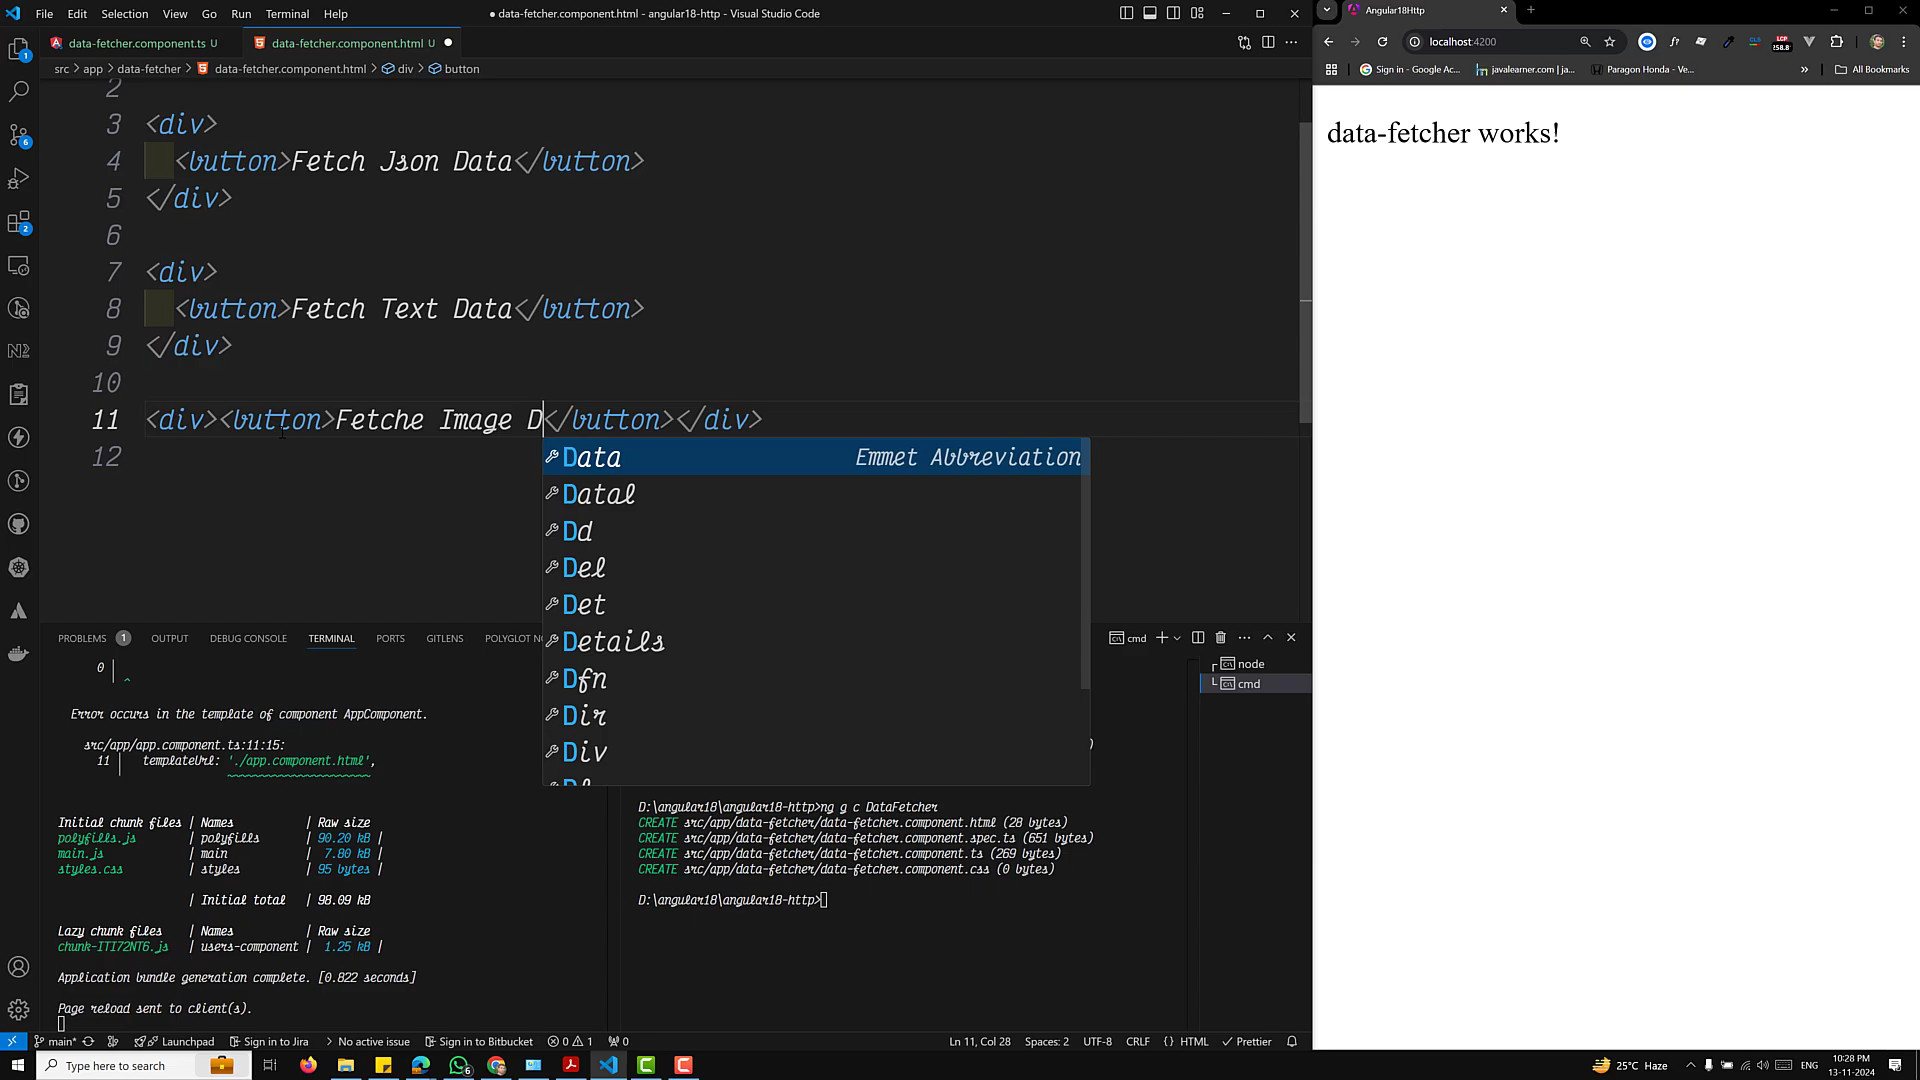 File Edit Selection View Go Run Terminal Help
● data-fetcher.component.html - angular18-http - Visual Studio Code
data-fetcher.component.ts U
data-fetcher.component.html U ●
src > app > data-fetcher > data-fetcher.component.html > div > button
2
3 <div>
4 <button>Fetch Json Data</button>
5 </div>
6
7 <div>
8 <button>Fetch Text Data</button>
9 </div>
10
11 <div><button>Fetche Image D</button></div>
12
Data Emmet Abbreviation
Datal
Dd
Del
Det
Details
Dfn
Dir
Div
PROBLEMS 1 OUTPUT DEBUG CONSOLE TERMINAL PORTS GITLENS POLYGLOT NO
cmd
0 |
Error occurs in the template of component AppComponent.
src/app/app.component.ts:11:15:
11 | templateUrl: './app.component.html',
Initial chunk files | Names | Raw size
polyfills.js | polyfills | 90.20 kB |
main.js | main | 7.80 kB |
styles.css | styles | 95 bytes |
| Initial total | 98.09 kB
Lazy chunk files | Names | Raw size
chunk-ITI72NT6.js | users-component | 1.25 kB |
Application bundle generation complete. [0.822 seconds]
Page reload sent to client(s).
)
D:\angular18\angular18-http>ng g c DataFetcher
CREATE src/app/data-fetcher/data-fetcher.component.html (28 bytes)
CREATE src/app/data-fetcher/data-fetcher.component.spec.ts (651 bytes)
CREATE src/app/data-fetcher/data-fetcher.component.ts (269 bytes)
CREATE src/app/data-fetcher/data-fetcher.component.css (0 bytes)
D:\angular18\angular18-http>
node
cmd
main* Launchpad Sign in to Jira No active issue Sign in to Bitbucket 0 1 0
Ln 11, Col 28 Spaces: 2 UTF-8 CRLF {} HTML Prettier
Angular18Http
localhost:4200
Sign in - Google Ac... javalearner.com | ja... Paragon Honda - Ve... » All Bookmarks
data-fetcher works!
Type here to search
25°C Haze
ENG
10:28 PM
13-11-2024